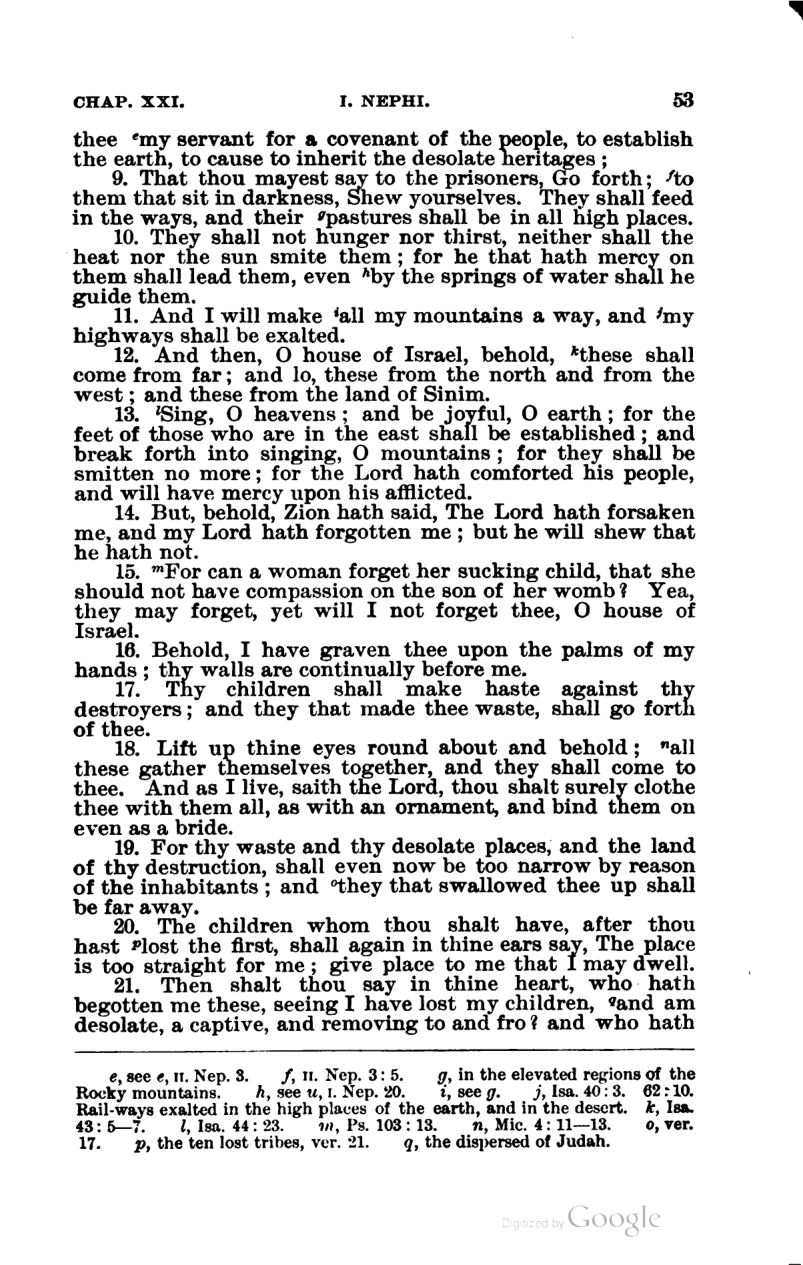 CHAP. XXI. I. NEPHI. 53
thee ᵉmy servant for a covenant of the people, to establish
the earth, to cause to inherit the desolate heritages ;
9. That thou mayest say to the prisoners, Go forth; ᶠto
them that sit in darkness, Shew yourselves. They shall feed
in the ways, and their ᵍpastures shall be in all high places.
10. They shall not hunger nor thirst, neither shall the
heat nor the sun smite them ; for he that hath mercy on
them shall lead them, even ʰby the springs of water shall he
guide them.
11. And I will make ⁱall my mountains a way, and ʲmy
highways shall be exalted.
12. And then, O house of Israel, behold, ᵏthese shall
come from far ; and lo, these from the north and from the
west ; and these from the land of Sinim.
13. ˡSing, O heavens ; and be joyful, O earth ; for the
feet of those who are in the east shall be established ; and
break forth into singing, O mountains ; for they shall be
smitten no more ; for the Lord hath comforted his people,
and will have mercy upon his afflicted.
14. But, behold, Zion hath said, The Lord hath forsaken
me, and my Lord hath forgotten me ; but he will shew that
he hath not.
15. ᵐFor can a woman forget her sucking child, that she
should not have compassion on the son of her womb ? Yea,
they may forget, yet will I not forget thee, O house of
Israel.
16. Behold, I have graven thee upon the palms of my
hands ; thy walls are continually before me.
17. Thy children shall make haste against thy
destroyers ; and they that made thee waste, shall go forth
of thee.
18. Lift up thine eyes round about and behold ; ⁿall
these gather themselves together, and they shall come to
thee. And as I live, saith the Lord, thou shalt surely clothe
thee with them all, as with an ornament, and bind them on
even as a bride.
19. For thy waste and thy desolate places, and the land
of thy destruction, shall even now be too narrow by reason
of the inhabitants ; and ᵒthey that swallowed thee up shall
be far away.
20. The children whom thou shalt have, after thou
hast ᵖlost the first, shall again in thine ears say, The place
is too straight for me ; give place to me that I may dwell.
21. Then shalt thou say in thine heart, who hath
begotten me these, seeing I have lost my children, ᑫand am
desolate, a captive, and removing to and fro ? and who hath
e, see e, II. Nep. 3. f, II. Nep. 3 : 5. g, in the elevated regions of the
Rocky mountains. h, see u, I. Nep. 20. i, see g. j, Isa. 40 : 3. 62 : 10.
Rail-ways exalted in the high places of the earth, and in the desert. k, Isa.
43 : 5—7. l, Isa. 44 : 23. m, Ps. 103 : 13. n, Mic. 4 : 11—13. o, ver.
17. p, the ten lost tribes, ver. 21. q, the dispersed of Judah.
Digitized by Google